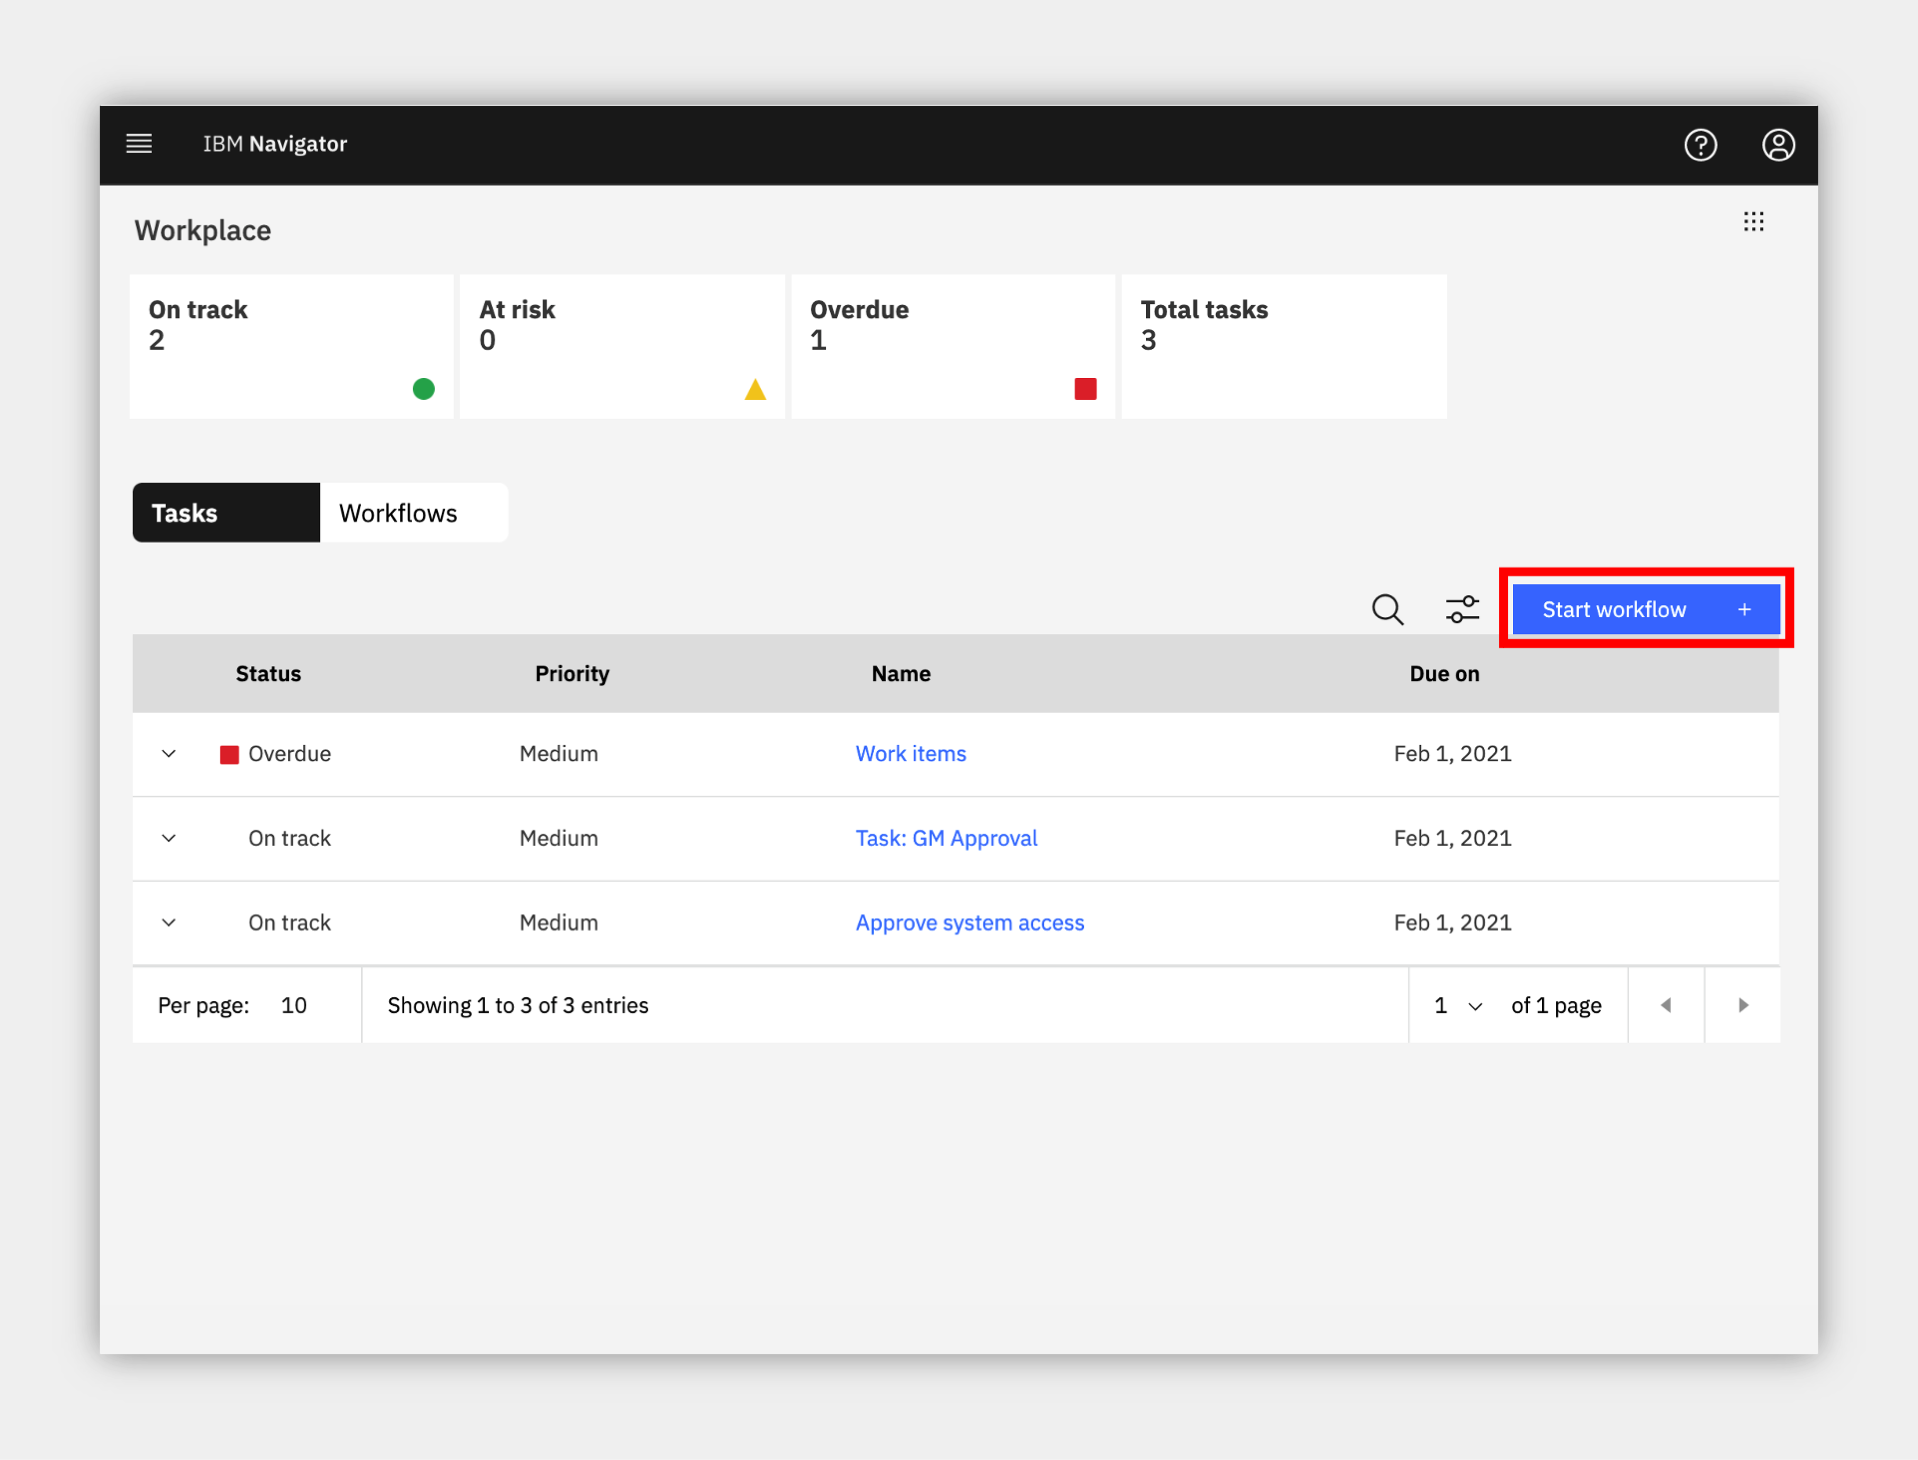 IBM Navigator
Workplace
On track
2
At risk
0
Overdue
1
Total tasks
3
Tasks
Workflows
Start workflow +
Status Priority Name Due on
Overdue Medium Work items Feb 1, 2021
On track Medium Task: GM Approval Feb 1, 2021
On track Medium Approve system access Feb 1, 2021
Per page: 10 Showing 1 to 3 of 3 entries 1 of 1 page